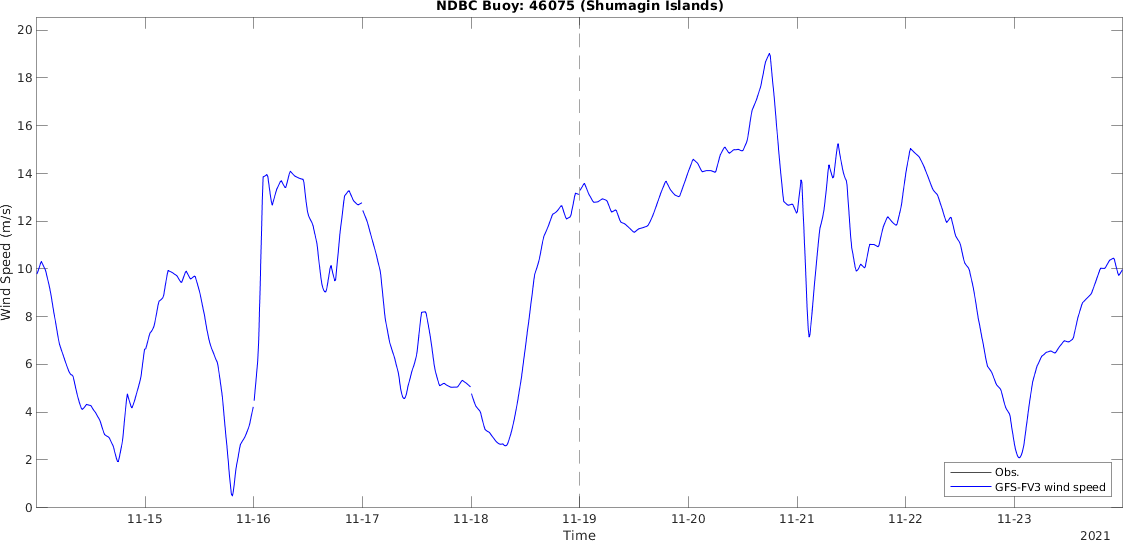 NDBC Buoy: 46075 (Shumagin Islands)
20
18
16
14
12
10
8
6
4
2
0
Wind Speed (m/s)
Obs.
GFS-FV3 wind speed
11-15 11-16 11-17 11-18 11-19 11-20 11-21 11-22 11-23
Time
2021